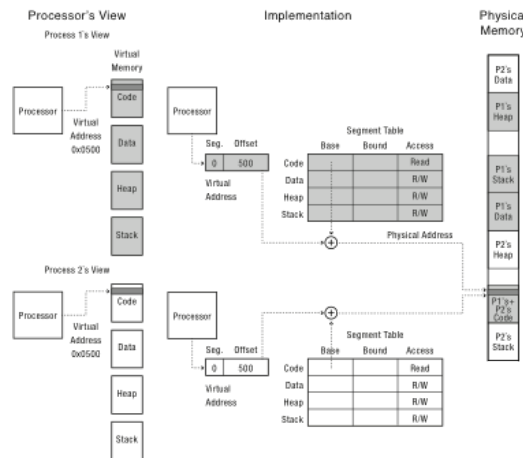 Processor's View
Implementation
Physical
Memory
Process 1's View
Virtual
Memory
Processor
Code
Virtual
Address
0x0500
Data
Heap
Stack
Processor
Seg. Offset
0 500
Virtual
Address
Segment Table
Base Bound Access
Code Read
Data R/W
Heap R/W
Stack R/W
Physical Address
P2's
Data
P1's
Heap
P1's
Stack
P1's
Data
P2's
Heap
P1's+
P2's
Code
P2's
Stack
Process 2's View
Processor
Code
Virtual
Address
0x0500
Data
Heap
Stack
Processor
Seg. Offset
0 500
Virtual
Address
Segment Table
Base Bound Access
Code Read
Data R/W
Heap R/W
Stack R/W